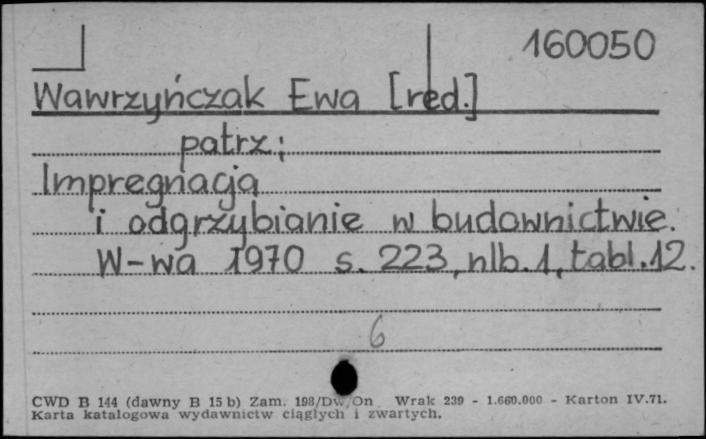 160050
Wawrzyńczak Ewa [red.]
patrz:
Impregnacja
i odgrzybianie w budownictwie.
W-wa 1970 s. 223, nlb. 1, tabl. 12.
6
CWD B 144 (dawny B 15 b) Zam. 198/Dw/On Wrak 239 - 1.660.000 - Karton IV.71.
Karta katalogowa wydawnictw ciągłych i zwartych.